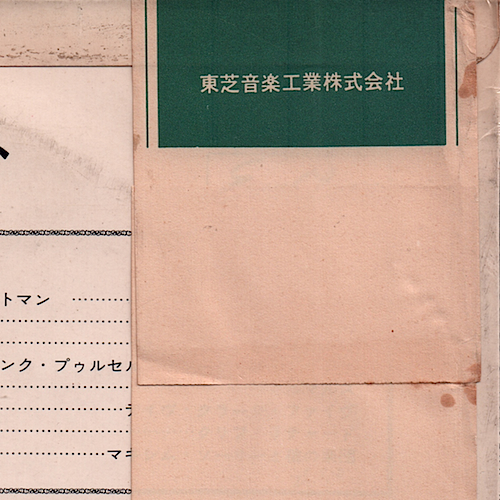 東芝音楽工業株式会社
トマン
ンク・プゥルセル
マキ